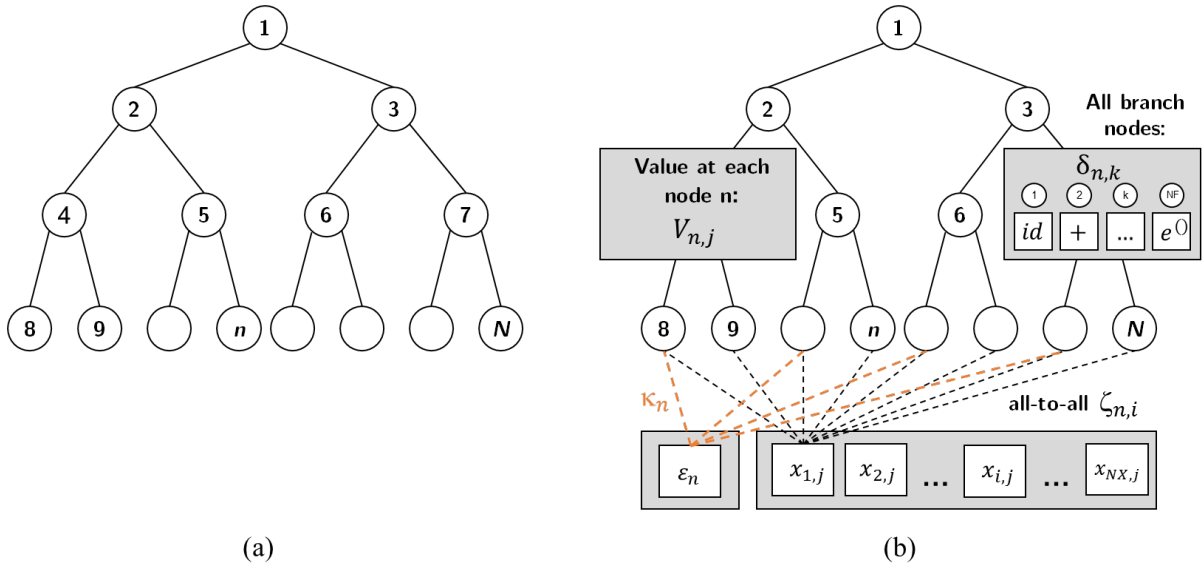 1
2
3
4
5
6
7
8
9
n
N
(a)
1
2
3
All branch
nodes:
Value at each
node n:
V_{n,j}
δ_{n,k}
1
2
k
NF
id
+
...
e^{()}
5
6
8
9
n
N
κ_n
all-to-all ζ_{n,i}
ε_n
x_{1,j}
x_{2,j}
...
x_{i,j}
...
x_{NX,j}
(b)